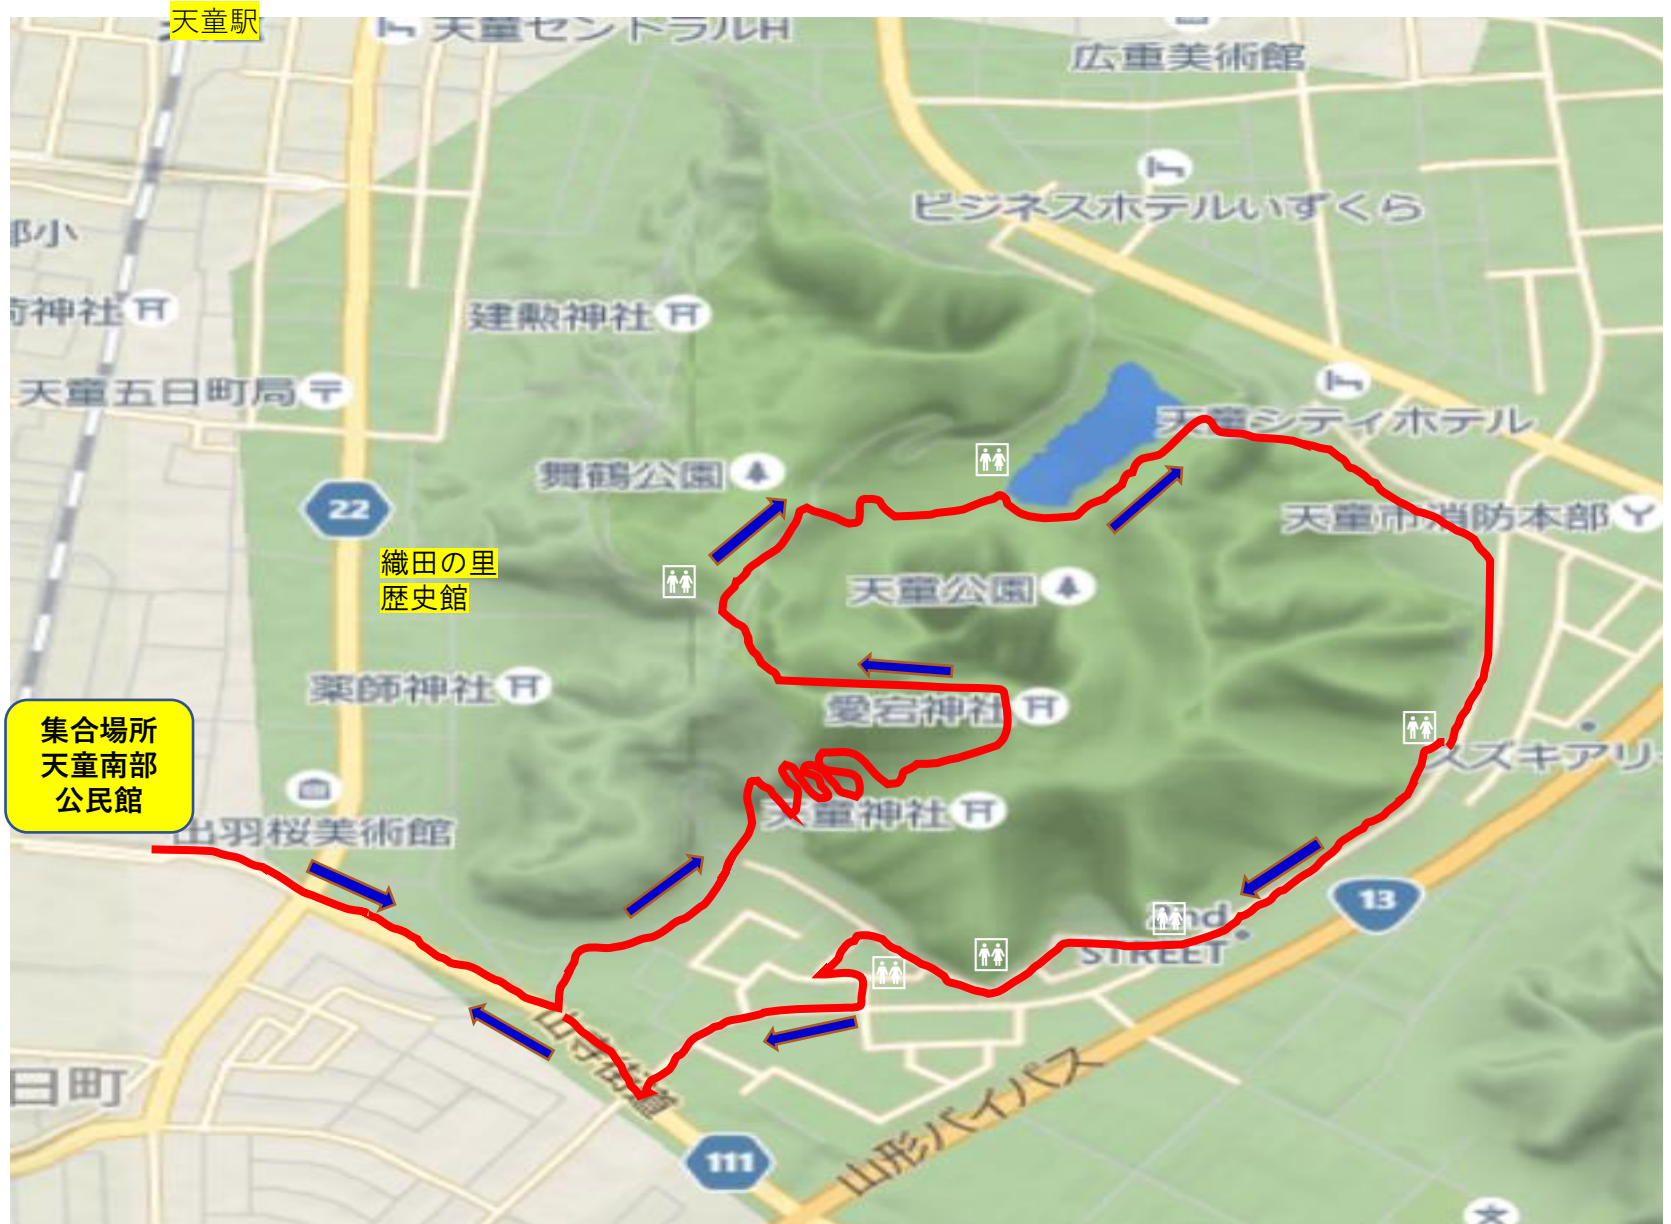 天童駅
天童セントラルH
広重美術館
ビジネスホテルいずくら
部小
建勲神社
荷神社
天童五日町局
天童シティホテル
舞鶴公園
22
天童市消防本部
織田の里
歴史館
天童公園
薬師神社
愛宕神社
集合場所
天童南部
公民館
スズキアリー
天童神社
出羽桜美術館
13
2nd
STREET
山寺街道
日町
山形バイパス
111